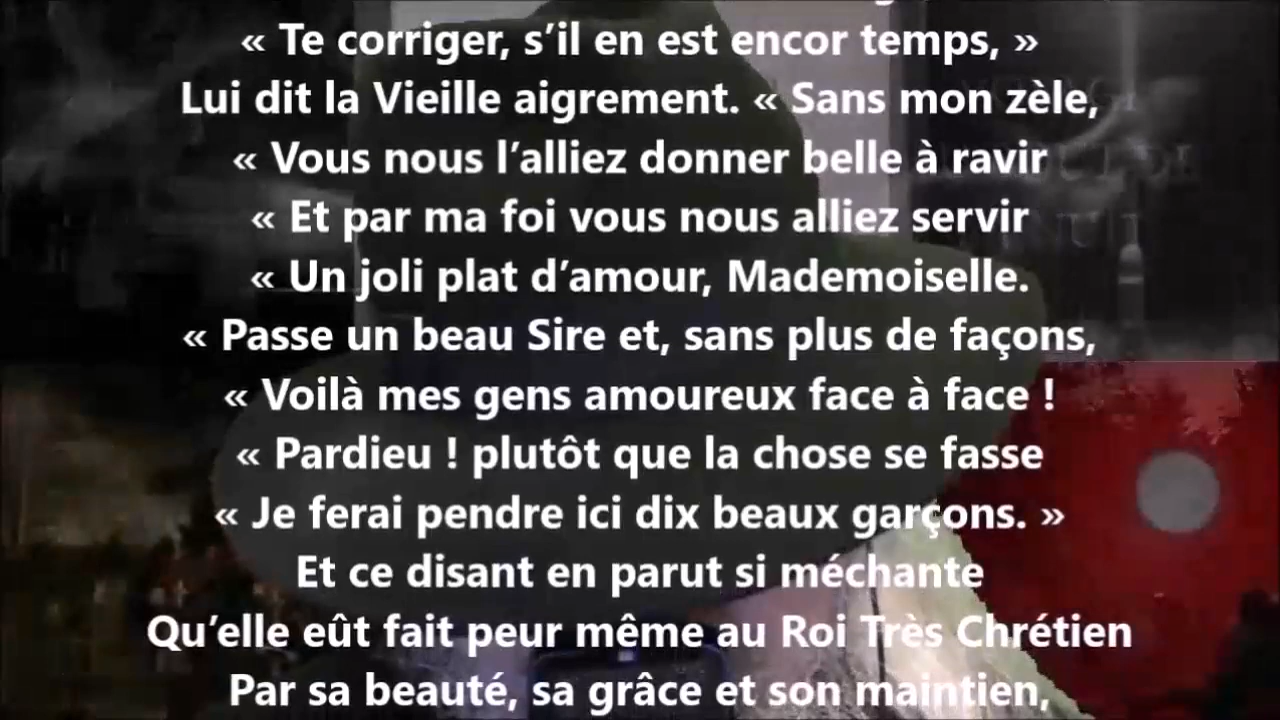 « Te corriger, s’il en est encor temps, »
Lui dit la Vieille aigrement. « Sans mon zèle,
« Vous nous l’alliez donner belle à ravir
« Et par ma foi vous nous alliez servir
« Un joli plat d’amour, Mademoiselle.
« Passe un beau Sire et, sans plus de façons,
« Voilà mes gens amoureux face à face !
« Pardieu ! plutôt que la chose se fasse
« Je ferai pendre ici dix beaux garçons. »
Et ce disant en parut si méchante
Qu’elle eût fait peur même au Roi Très Chrétien
Par sa beauté, sa grâce et son maintien,